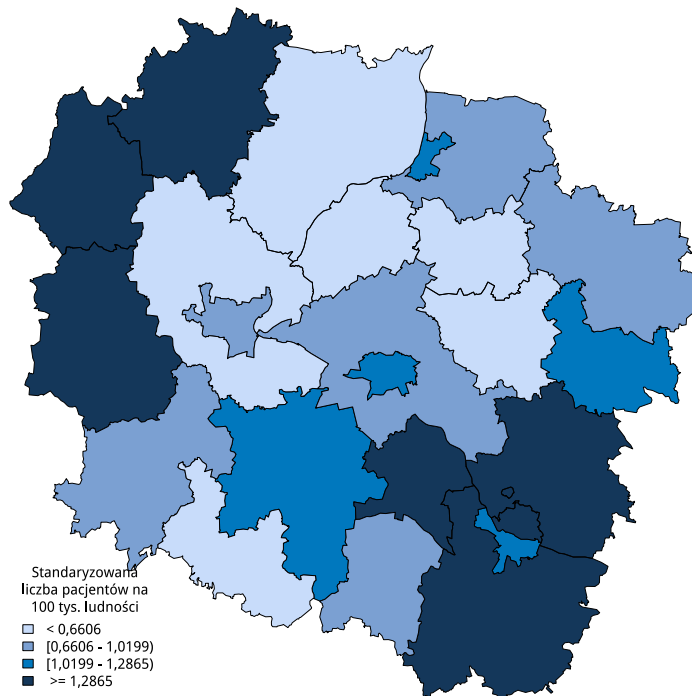 Standaryzowana
liczba pacjentów na
100 tys. ludności
< 0,6606
[0,6606 - 1,0199)
[1,0199 - 1,2865)
>= 1,2865